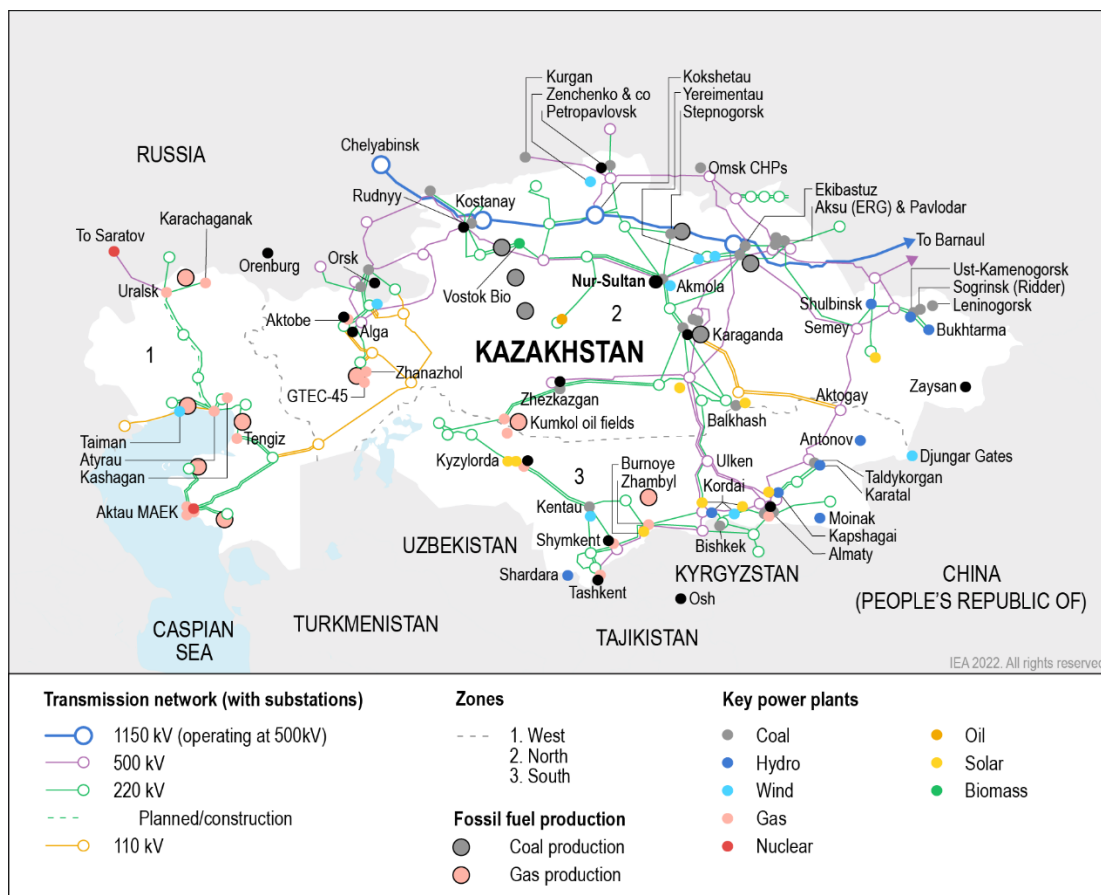 Kurgan
Zenchenko & co
Petropavlovsk
Kokshetau
Yereimentau
Stepnogorsk
RUSSIA
Chelyabinsk
Omsk CHPs
Rudnyy
Kostanay
Ekibastuz
Aksu (ERG) & Pavlodar
Karachaganak
To Saratov
Orenburg
Orsk
To Barnaul
Uralsk
Vostok Bio
Nur-Sultan
Akmola
Ust-Kamenogorsk
Sogrinsk (Ridder)
Leninogorsk
Shulbinsk
Semey
Bukhtarma
Aktobe
Alga
2
Karaganda
1
KAZAKHSTAN
Zhanazhol
GTEC-45
Zhezkazgan
Zaysan
Aktogay
Balkhash
Kumkol oil fields
Taiman
Atyrau
Kashagan
Tengiz
Antonov
Djungar Gates
Kyzylorda
3
Burnoye
Zhambyl
Ulken
Kordai
Taldykorgan
Karatal
Kentau
Aktau MAEK
Moinak
Kapshagai
Almaty
UZBEKISTAN
Shymkent
Bishkek
Shardara
Tashkent
KYRGYZSTAN
Osh
CHINA
(PEOPLE'S REPUBLIC OF)
CASPIAN
SEA
TURKMENISTAN
TAJIKISTAN
IEA 2022. All rights reserved
Transmission network (with substations)
1150 kV (operating at 500kV)
500 kV
220 kV
Planned/construction
110 kV
Zones
1. West
2. North
3. South
Fossil fuel production
Coal production
Gas production
Key power plants
Coal
Hydro
Wind
Gas
Nuclear
Oil
Solar
Biomass